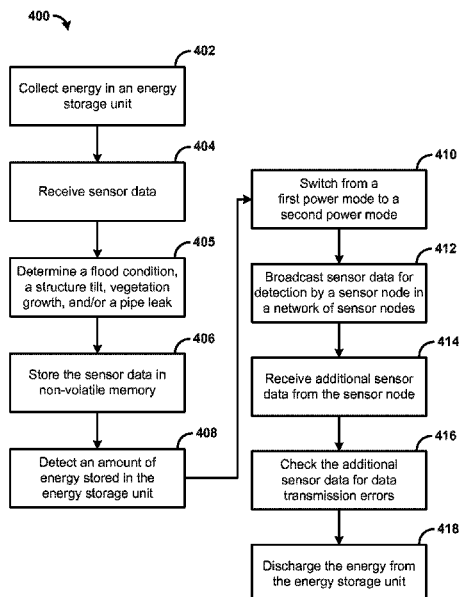 400
402
Collect energy in an energy
storage unit
404
Receive sensor data
405
Determine a flood condition,
a structure tilt, vegetation
growth, and/or a pipe leak
406
Store the sensor data in
non-volatile memory
408
Detect an amount of
energy stored in the
energy storage unit
410
Switch from a
first power mode to a
second power mode
412
Broadcast sensor data for
detection by a sensor node in
a network of sensor nodes
414
Receive additional sensor
data from the sensor node
416
Check the additional
sensor data for data
transmission errors
418
Discharge the energy from
the energy storage unit